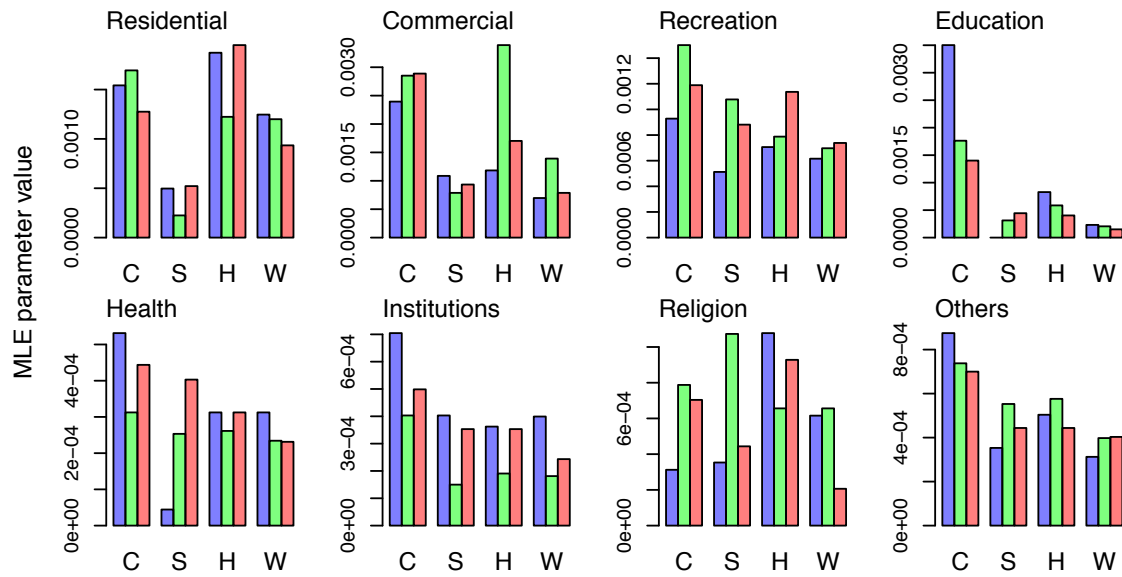 Residential Commercial Recreation Education
0.0000 0.0010
0.0000 0.0015 0.0030
0.0000 0.0006 0.0012
0.0000 0.0015 0.0030
C S H W C S H W C S H W C S H W
MLE parameter value
Health Institutions Religion Others
0e+00 2e−04 4e−04
0e+00 3e−04 6e−04
0e+00 6e−04
0e+00 4e−04 8e−04
C S H W C S H W C S H W C S H W